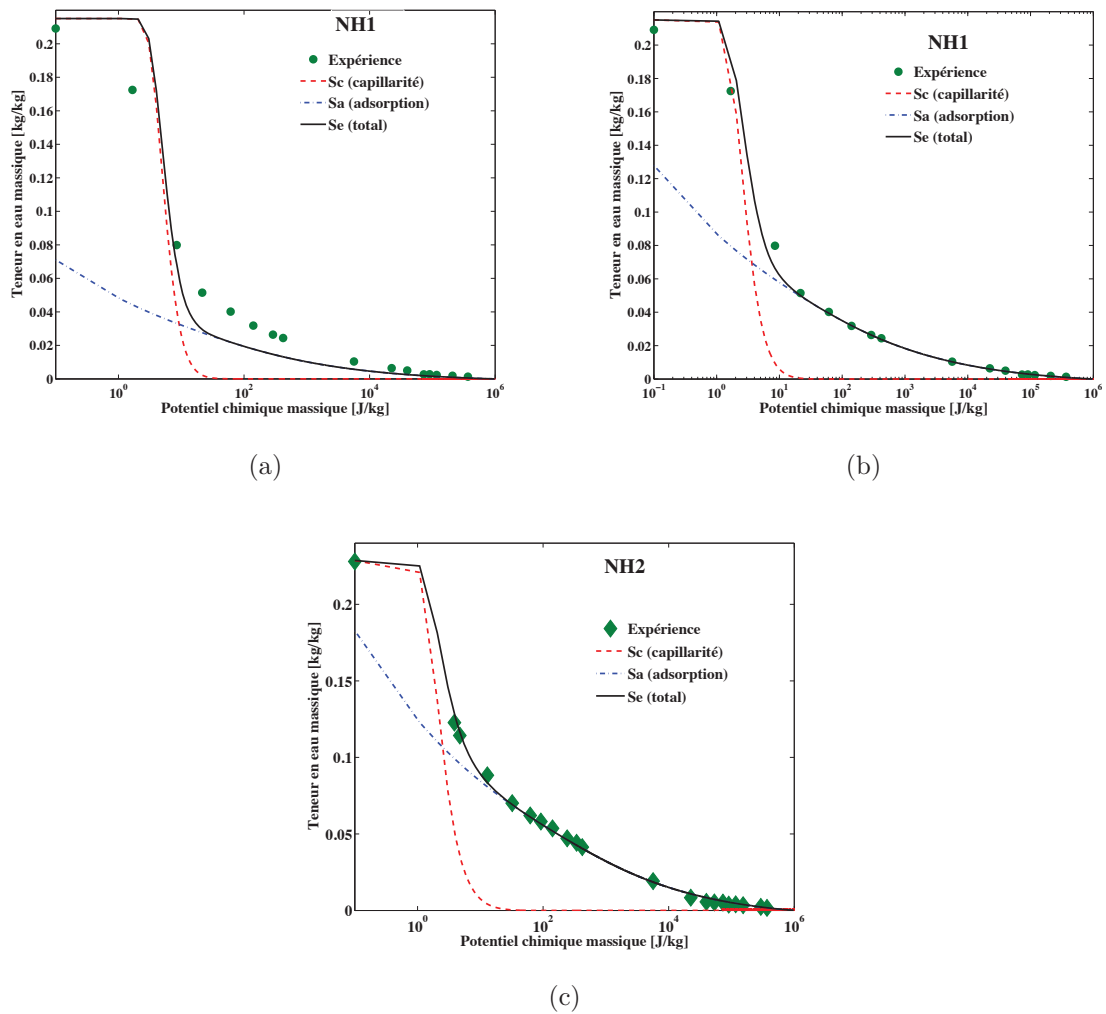 NH1
Expérience
Sc (capillarité)
Sa (adsorption)
Se (total)
Teneur en eau massique [kg/kg]
0.2
0.18
0.16
0.14
0.12
0.1
0.08
0.06
0.04
0.02
0
10^0
10^2
10^4
10^6
Potentiel chimique massique [J/kg]
(a)
NH1
Expérience
Sc (capillarité)
Sa (adsorption)
Se (total)
Teneur en eau massique [kg/kg]
0.2
0.18
0.16
0.14
0.12
0.1
0.08
0.06
0.04
0.02
0
10^−1
10^0
10^1
10^2
10^3
10^4
10^5
10^6
Potentiel chimique massique [J/kg]
(b)
NH2
Expérience
Sc (capillarité)
Sa (adsorption)
Se (total)
Teneur en eau massique [kg/kg]
0.2
0.15
0.1
0.05
0
10^0
10^2
10^4
10^6
Potentiel chimique massique [J/kg]
(c)